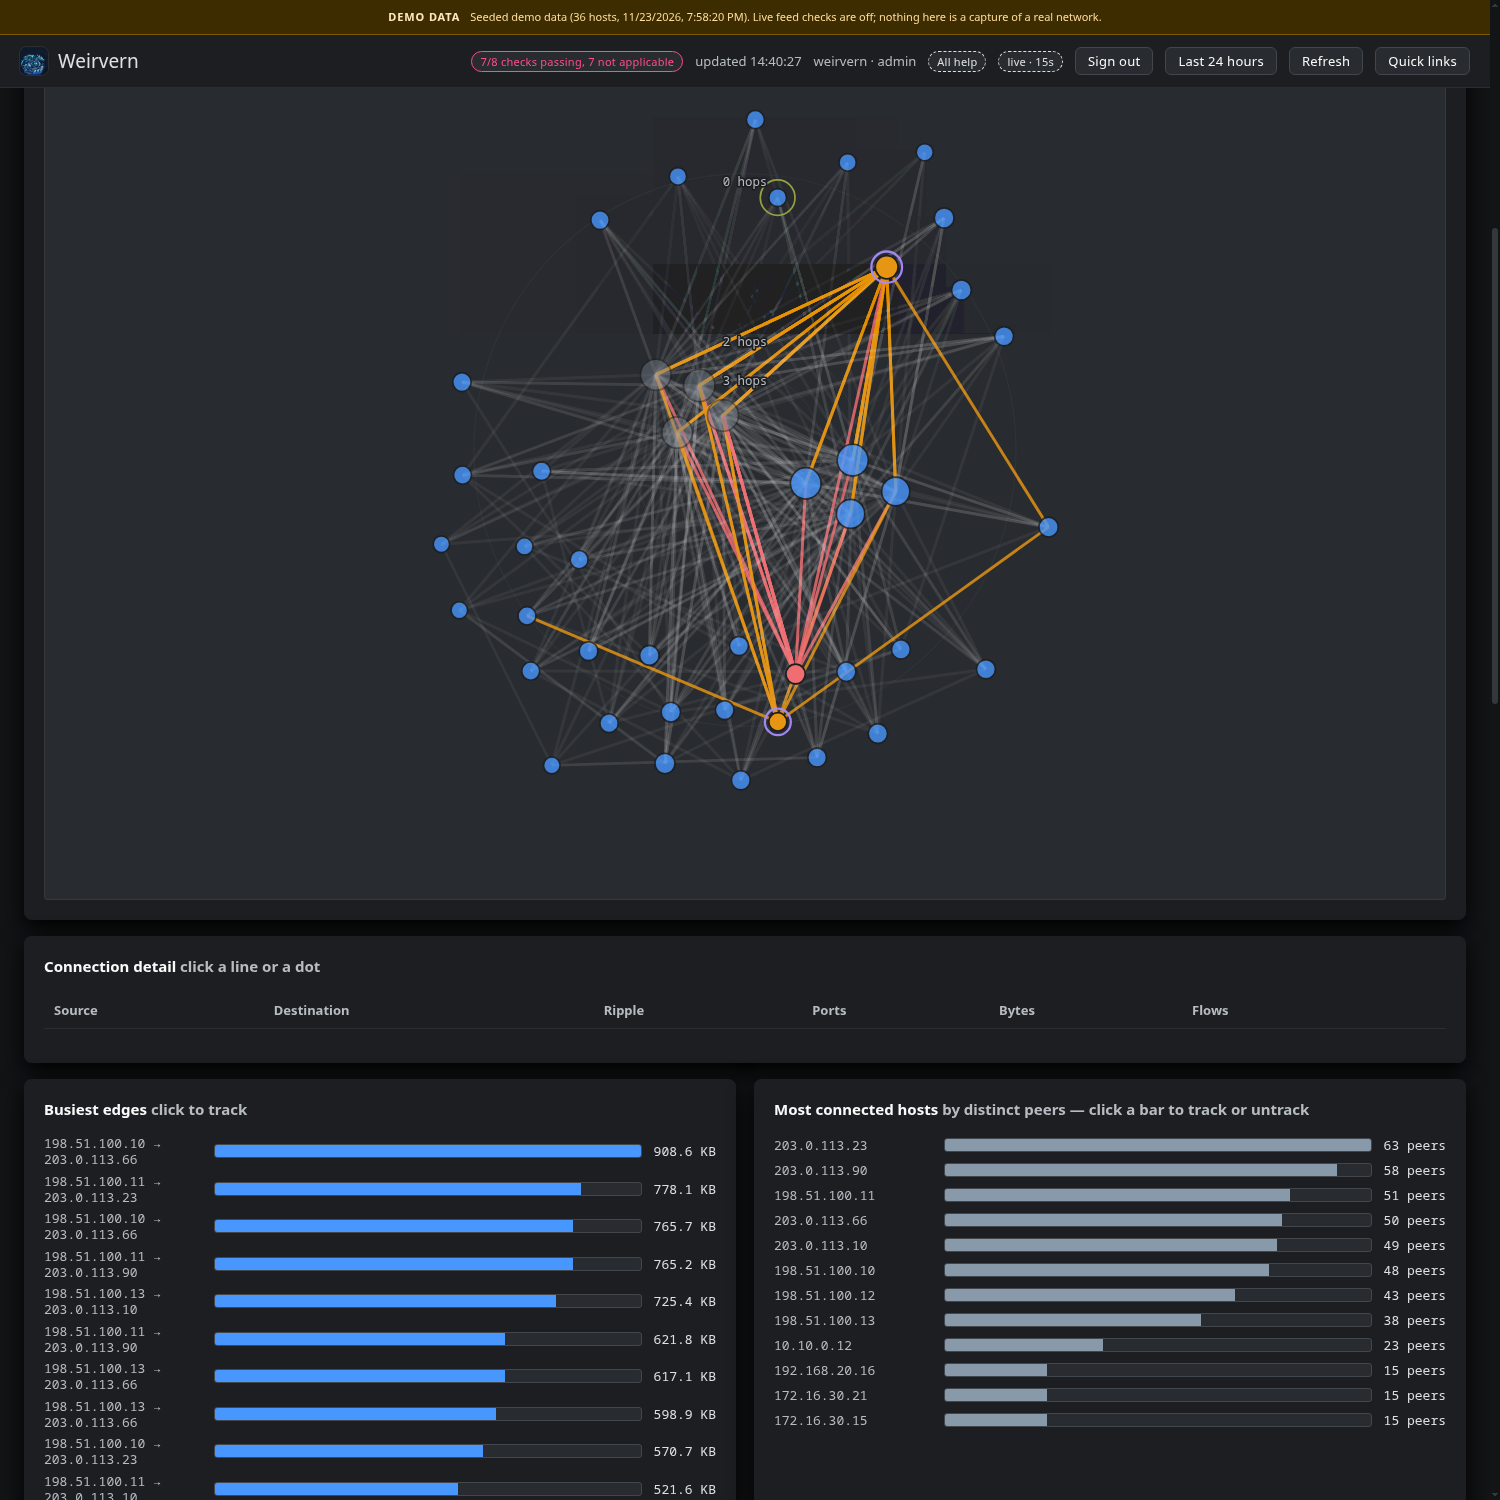 DEMO DATA Seeded demo data (36 hosts, 11/23/2026, 7:58:20 PM). Live feed checks are off; nothing here is a capture of a real network.
Weirvern
7/8 checks passing, 7 not applicable
updated 14:40:27
weirvern · admin
All help
live · 15s
Sign out
Last 24 hours
Refresh
Quick links
0 hops
2 hops
3 hops
Connection detail click a line or a dot
Source Destination Ripple Ports Bytes Flows
Busiest edges click to track
198.51.100.10 →
203.0.113.66
908.6 KB
198.51.100.11 →
203.0.113.23
778.1 KB
198.51.100.10 →
203.0.113.66
765.7 KB
198.51.100.11 →
203.0.113.90
765.2 KB
198.51.100.13 →
203.0.113.10
725.4 KB
198.51.100.11 →
203.0.113.90
621.8 KB
198.51.100.13 →
203.0.113.66
617.1 KB
198.51.100.13 →
203.0.113.66
598.9 KB
198.51.100.10 →
203.0.113.23
570.7 KB
198.51.100.11 →
203.0.113.10
521.6 KB
Most connected hosts by distinct peers — click a bar to track or untrack
203.0.113.23 63 peers
203.0.113.90 58 peers
198.51.100.11 51 peers
203.0.113.66 50 peers
203.0.113.10 49 peers
198.51.100.10 48 peers
198.51.100.12 43 peers
198.51.100.13 38 peers
10.10.0.12 23 peers
192.168.20.16 15 peers
172.16.30.21 15 peers
172.16.30.15 15 peers